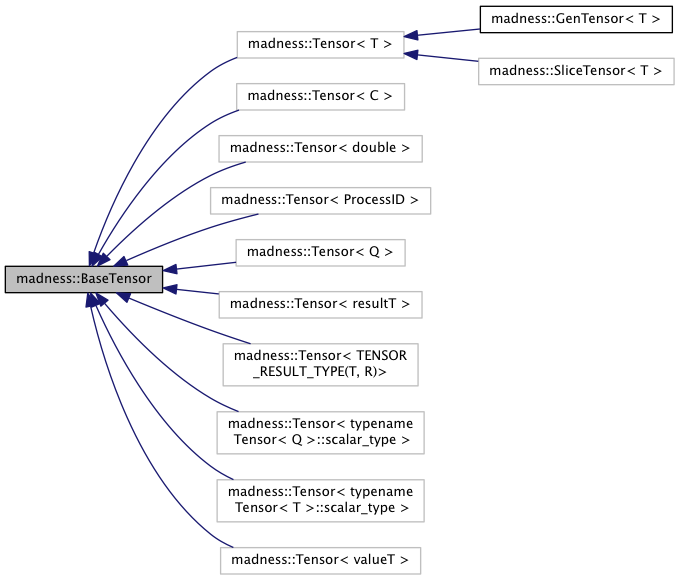 madness::GenTensor< T >
madness::Tensor< T >
madness::SliceTensor< T >
madness::Tensor< C >
madness::Tensor< double >
madness::Tensor< ProcessID >
madness::Tensor< Q >
madness::BaseTensor
madness::Tensor< resultT >
madness::Tensor< TENSOR
_RESULT_TYPE(T, R)>
madness::Tensor< typename
Tensor< Q >::scalar_type >
madness::Tensor< typename
Tensor< T >::scalar_type >
madness::Tensor< valueT >